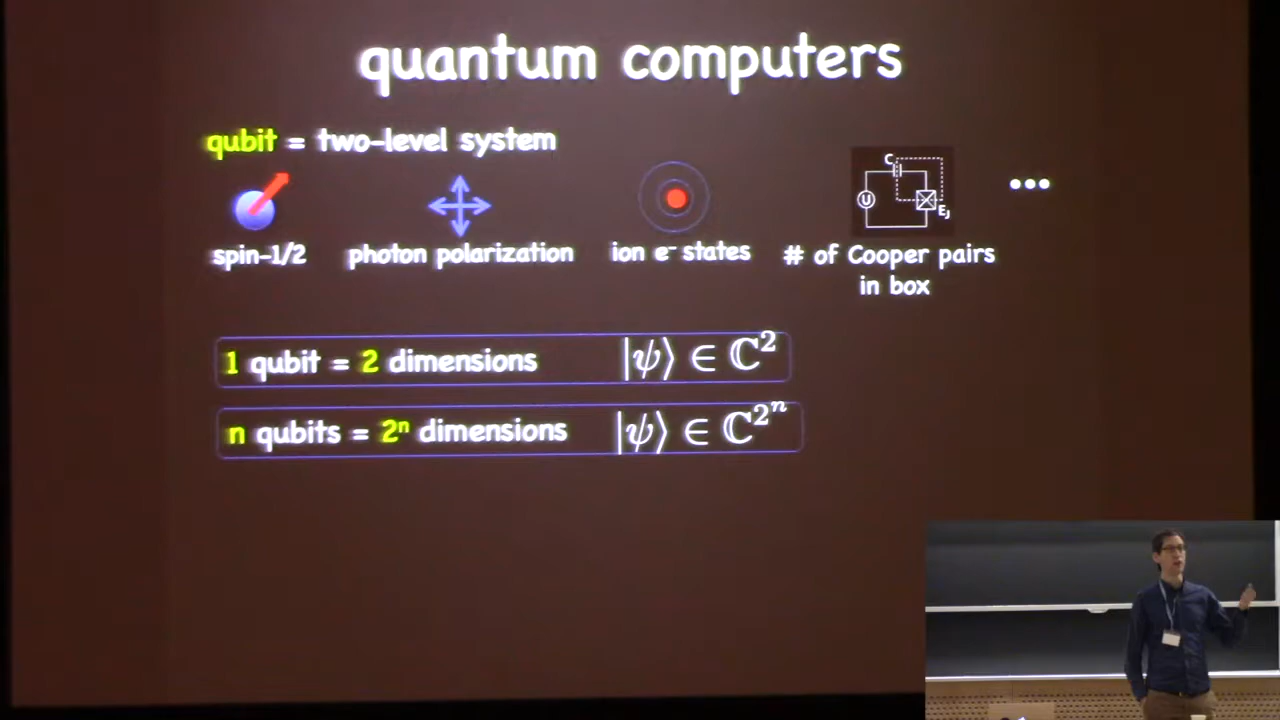 quantum computers
qubit = two-level system
C
U
E_J
...
spin-1/2
photon polarization
ion e⁻ states
# of Cooper pairs
in box
1 qubit = 2 dimensions |ψ⟩ ∈ ℂ²
n qubits = 2ⁿ dimensions |ψ⟩ ∈ ℂ^{2ⁿ}